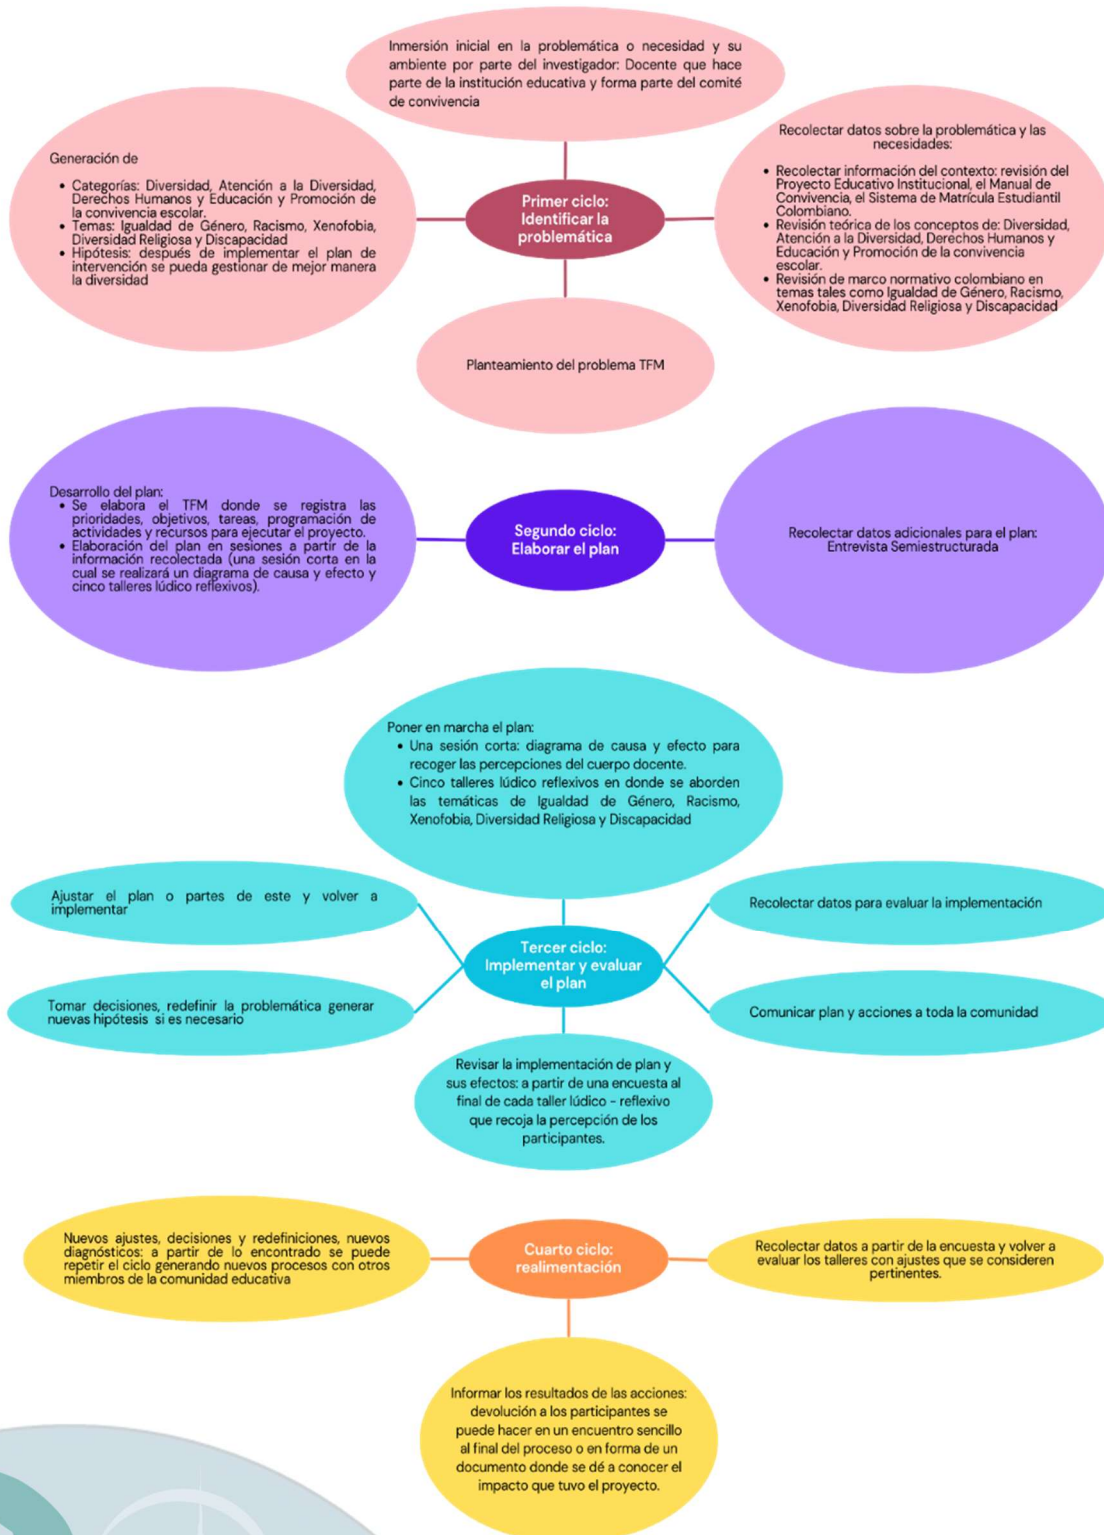 Inmersión inicial en la problemática o necesidad y su
ambiente por parte del investigador: Docente que hace
parte de la institución educativa y forma parte del comité
de convivencia
Generación de
• Categorías: Diversidad, Atención a la Diversidad,
Derechos Humanos y Educación y Promoción de
la convivencia escolar.
• Temas: Igualdad de Género, Racismo, Xenofobia,
Diversidad Religiosa y Discapacidad
• Hipótesis: después de implementar el plan de
intervención se pueda gestionar de mejor manera
la diversidad
Primer ciclo:
Identificar la
problemática
Recolectar datos sobre la problemática y las
necesidades:
• Recolectar información del contexto: revisión del
Proyecto Educativo Institucional, el Manual de
Convivencia, el Sistema de Matrícula Estudiantil
Colombiano.
• Revisión teórica de los conceptos de: Diversidad,
Atención a la Diversidad, Derechos Humanos y
Educación y Promoción de la convivencia
escolar.
• Revisión de marco normativo colombiano en
temas tales como Igualdad de Género, Racismo,
Xenofobia, Diversidad Religiosa y Discapacidad
Planteamiento del problema TFM
Desarrollo del plan:
• Se elabora el TFM donde se registra las
prioridades, objetivos, tareas, programación de
actividades y recursos para ejecutar el proyecto.
• Elaboración del plan en sesiones a partir de la
información recolectada (una sesión corta en la
cual se realizará un diagrama de causa y efecto y
cinco talleres lúdico reflexivos).
Segundo ciclo:
Elaborar el plan
Recolectar datos adicionales para el plan:
Entrevista Semiestructurada
Poner en marcha el plan:
• Una sesión corta: diagrama de causa y efecto para
recoger las percepciones del cuerpo docente.
• Cinco talleres lúdico reflexivos en donde se aborden
las temáticas de Igualdad de Género, Racismo,
Xenofobia, Diversidad Religiosa y Discapacidad
Ajustar el plan o partes de este y volver a
implementar
Recolectar datos para evaluar la implementación
Tercer ciclo:
Implementar y evaluar
el plan
Tomar decisiones, redefinir la problemática generar
nuevas hipótesis si es necesario
Comunicar plan y acciones a toda la comunidad
Revisar la implementación de plan y
sus efectos: a partir de una encuesta al
final de cada taller lúdico - reflexivo
que recoja la percepción de los
participantes.
Nuevos ajustes, decisiones y redefiniciones, nuevos
diagnósticos: a partir de lo encontrado se puede
repetir el ciclo generando nuevos procesos con otros
miembros de la comunidad educativa
Cuarto ciclo:
realimentación
Recolectar datos a partir de la encuesta y volver a
evaluar los talleres con ajustes que se consideren
pertinentes.
Informar los resultados de las acciones:
devolución a los participantes se
puede hacer en un encuentro sencillo
al final del proceso o en forma de un
documento donde se dé a conocer el
impacto que tuvo el proyecto.